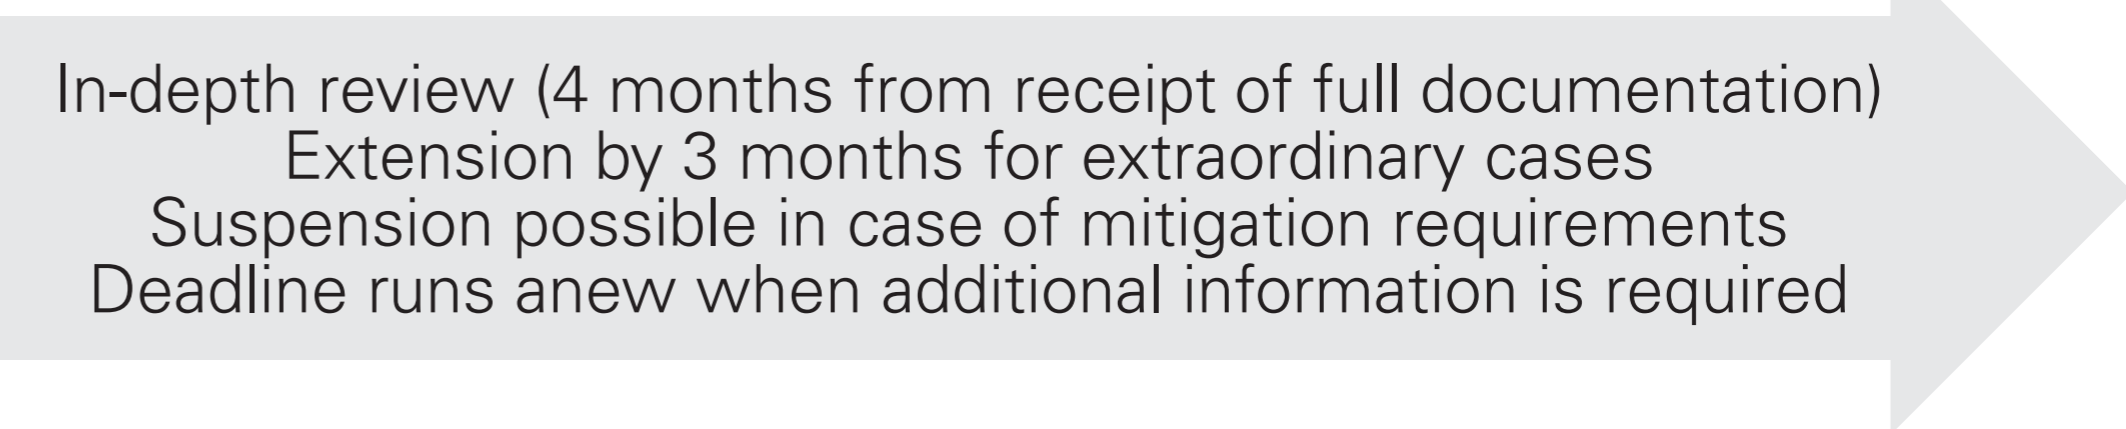 In-depth review (4 months from receipt of full documentation)
Extension by 3 months for extraordinary cases
Suspension possible in case of mitigation requirements
Deadline runs anew when additional information is required